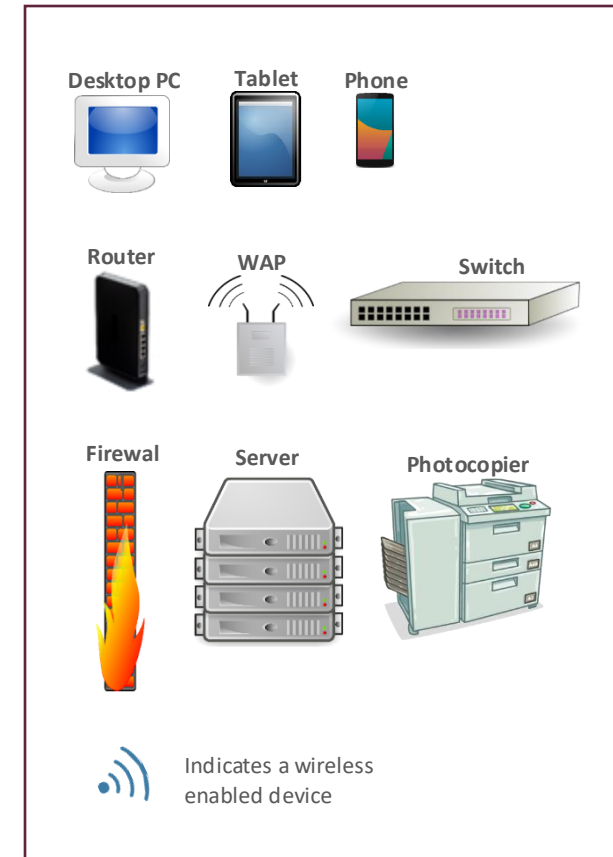 Desktop PC Tablet Phone
Router WAP Switch
Firewal Server Photocopier
Indicates a wireless
enabled device